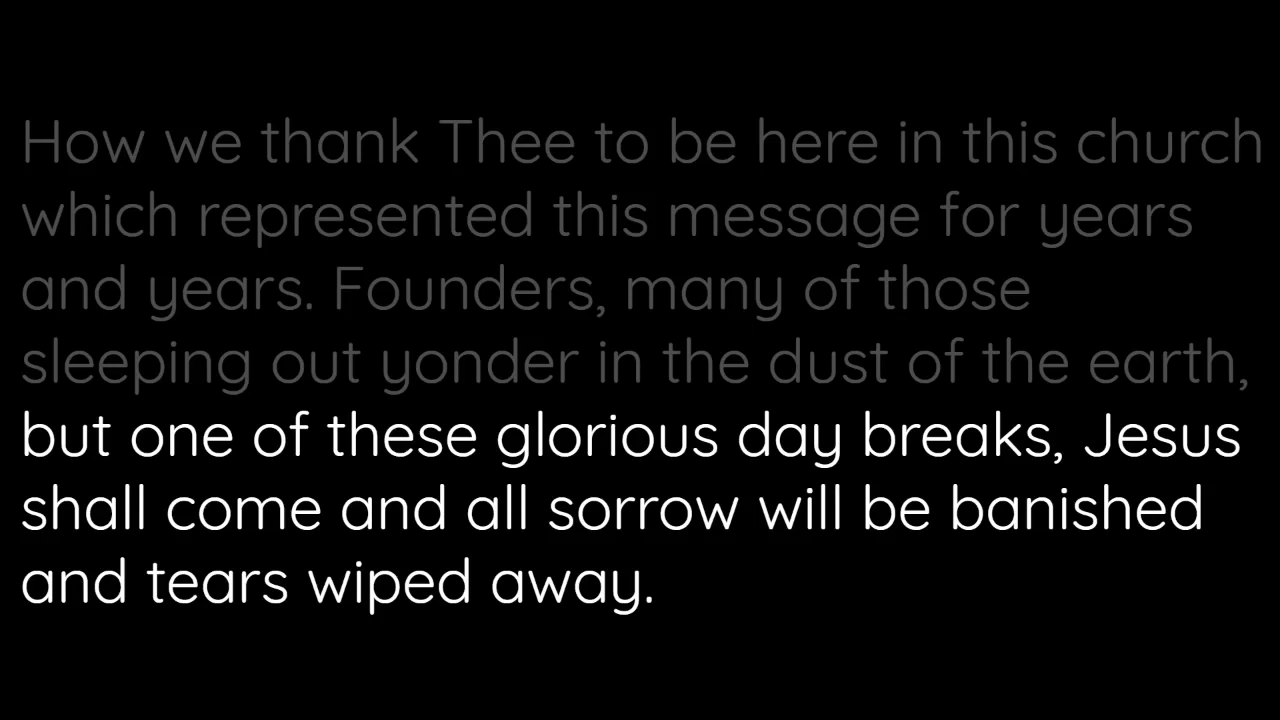 How we thank Thee to be here in this church
which represented this message for years
and years. Founders, many of those
sleeping out yonder in the dust of the earth,
but one of these glorious day breaks, Jesus
shall come and all sorrow will be banished
and tears wiped away.